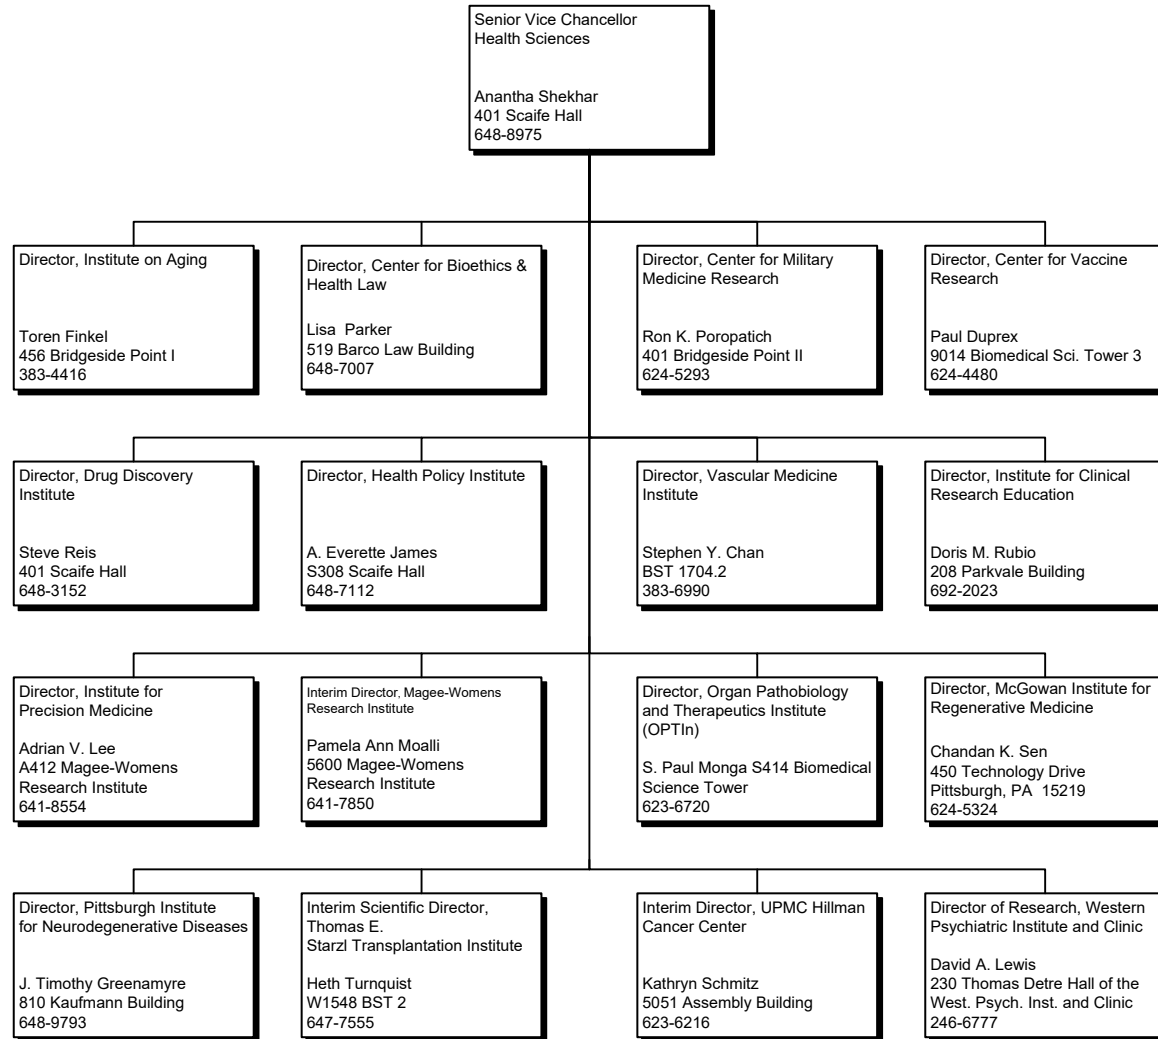 Senior Vice Chancellor
Health Sciences
Anantha Shekhar
401 Scaife Hall
648-8975
Director, Institute on Aging
Toren Finkel
456 Bridgeside Point I
383-4416
Director, Center for Bioethics &
Health Law
Lisa  Parker
519 Barco Law Building
648-7007
Director, Center for Military
Medicine Research
Ron K. Poropatich
401 Bridgeside Point II
624-5293
Director, Center for Vaccine
Research
Paul Duprex
9014 Biomedical Sci. Tower 3
624-4480
Director, Drug Discovery
Institute
Steve Reis
401 Scaife Hall
648-3152
Director, Health Policy Institute
A. Everette James
S308 Scaife Hall
648-7112
Director, Vascular Medicine
Institute
Stephen Y. Chan
BST 1704.2
383-6990
Director, Institute for Clinical
Research Education
Doris M. Rubio
208 Parkvale Building
692-2023
Director, Institute for
Precision Medicine
Adrian V. Lee
A412 Magee-Womens
Research Institute
641-8554
Interim Director, Magee-Womens
Research Institute
Pamela Ann Moalli
5600 Magee-Womens
Research Institute
641-7850
Director, Organ Pathobiology
and Therapeutics Institute
(OPTIn)
S. Paul Monga S414 Biomedical
Science Tower
623-6720
Director, McGowan Institute for
Regenerative Medicine
Chandan K. Sen
450 Technology Drive
Pittsburgh, PA  15219
624-5324
Director, Pittsburgh Institute
for Neurodegenerative Diseases
J. Timothy Greenamyre
810 Kaufmann Building
648-9793
Interim Scientific Director,
Thomas E.
Starzl Transplantation Institute
Heth Turnquist
W1548 BST 2
647-7555
Interim Director, UPMC Hillman
Cancer Center
Kathryn Schmitz
5051 Assembly Building
623-6216
Director of Research, Western
Psychiatric Institute and Clinic
David A. Lewis
230 Thomas Detre Hall of the
West. Psych. Inst. and Clinic
246-6777